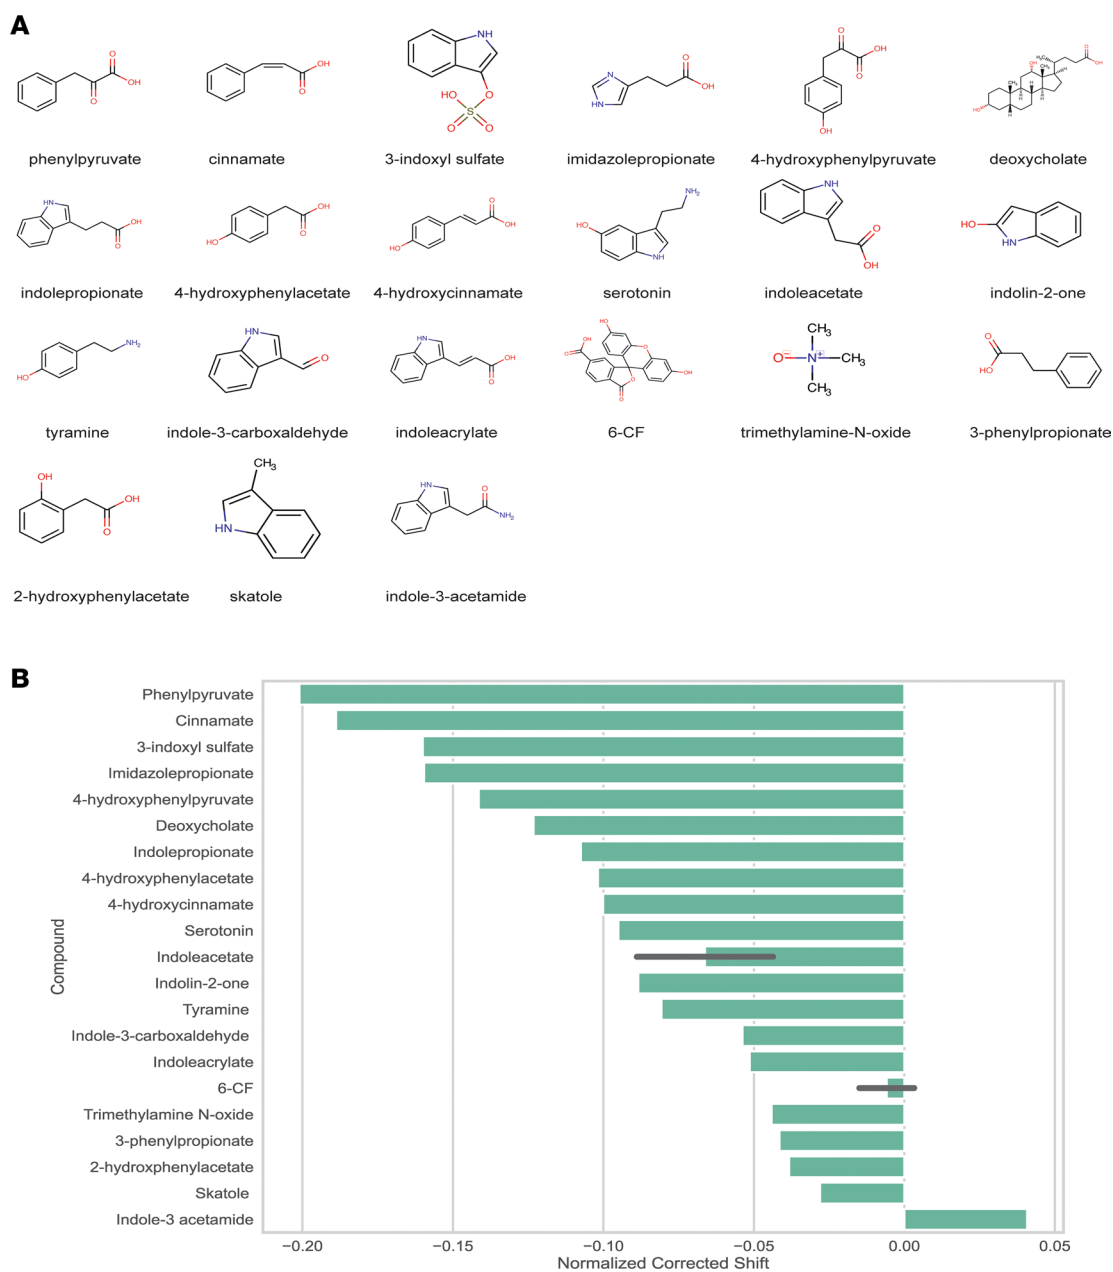 A
phenylpyruvate
cinnamate
3-indoxyl sulfate
imidazolepropionate
4-hydroxyphenylpyruvate
deoxycholate
indolepropionate
4-hydroxyphenylacetate
4-hydroxycinnamate
serotonin
indoleacetate
indolin-2-one
tyramine
indole-3-carboxaldehyde
indoleacrylate
6-CF
trimethylamine-N-oxide
3-phenylpropionate
2-hydroxyphenylacetate
skatole
indole-3-acetamide
B
Compound
Phenylpyruvate
Cinnamate
3-indoxyl sulfate
Imidazolepropionate
4-hydroxyphenylpyruvate
Deoxycholate
Indolepropionate
4-hydroxyphenylacetate
4-hydroxycinnamate
Serotonin
Indoleacetate
Indolin-2-one
Tyramine
Indole-3-carboxaldehyde
Indoleacrylate
6-CF
Trimethylamine N-oxide
3-phenylpropionate
2-hydroxphenylacetate
Skatole
Indole-3 acetamide
−0.20 −0.15 −0.10 −0.05 0.00 0.05
Normalized Corrected Shift